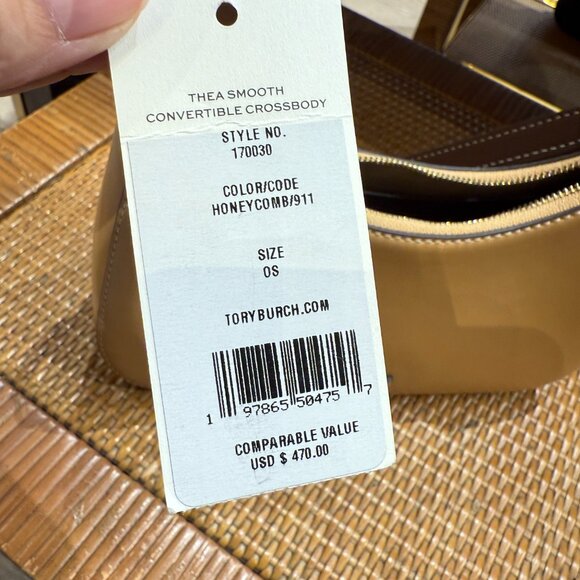 THEA SMOOTH
CONVERTIBLE CROSSBODY
STYLE NO.
170030
COLOR/CODE
HONEYCOMB/911
SIZE
OS
TORYBURCH.COM
1 97865 50475 7
COMPARABLE VALUE
USD $ 470.00